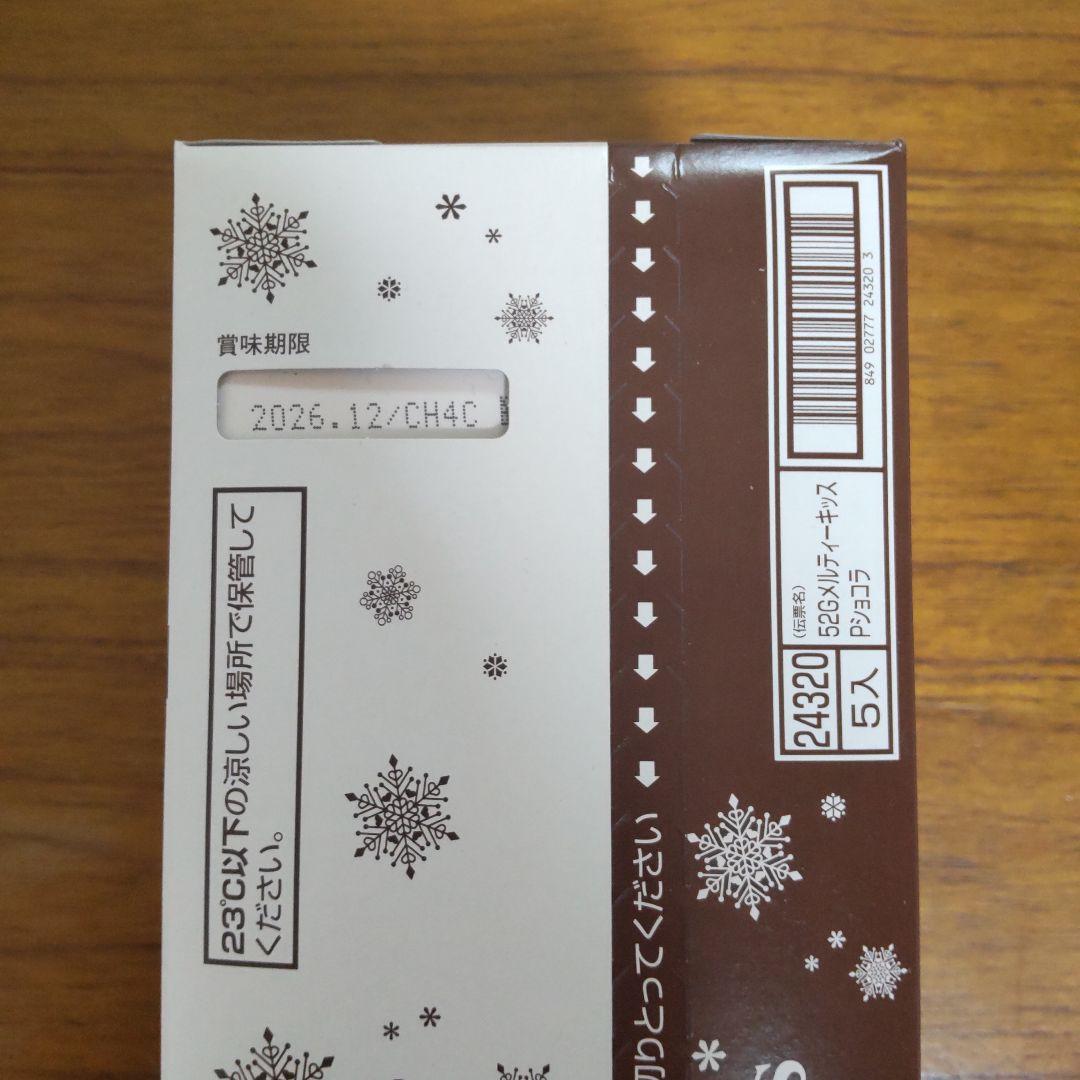 賞味期限
2026.12/CH4C
23℃以下の涼しい場所で保管して
ください。
切りとってください
849 02777 24320 3
(伝票名)
52Gメルティーキッス
Pショコラ
24320
5入
S